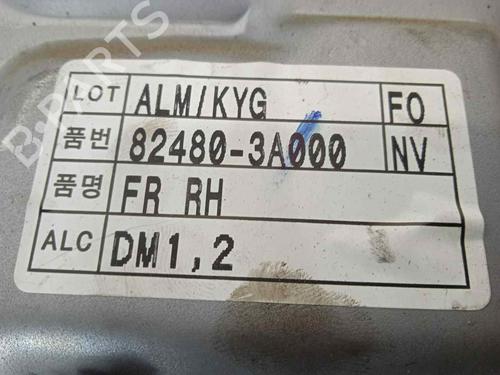 LOT ALM/KYG FO
품번 82480-3A000 NV
품명 FR RH
ALC DM1,2
B-PARTS